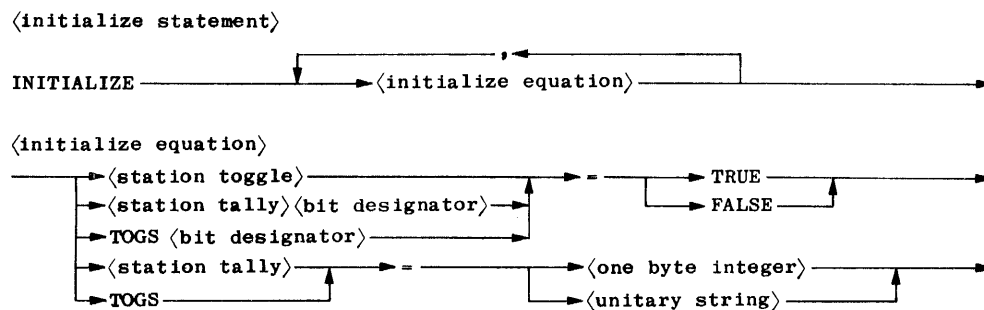 ⟨initialize statement⟩
,
INITIALIZE ⟨initialize equation⟩
⟨initialize equation⟩
⟨station toggle⟩ = TRUE
⟨station tally⟩⟨bit designator⟩ FALSE
TOGS ⟨bit designator⟩
⟨station tally⟩ = ⟨one byte integer⟩
TOGS ⟨unitary string⟩